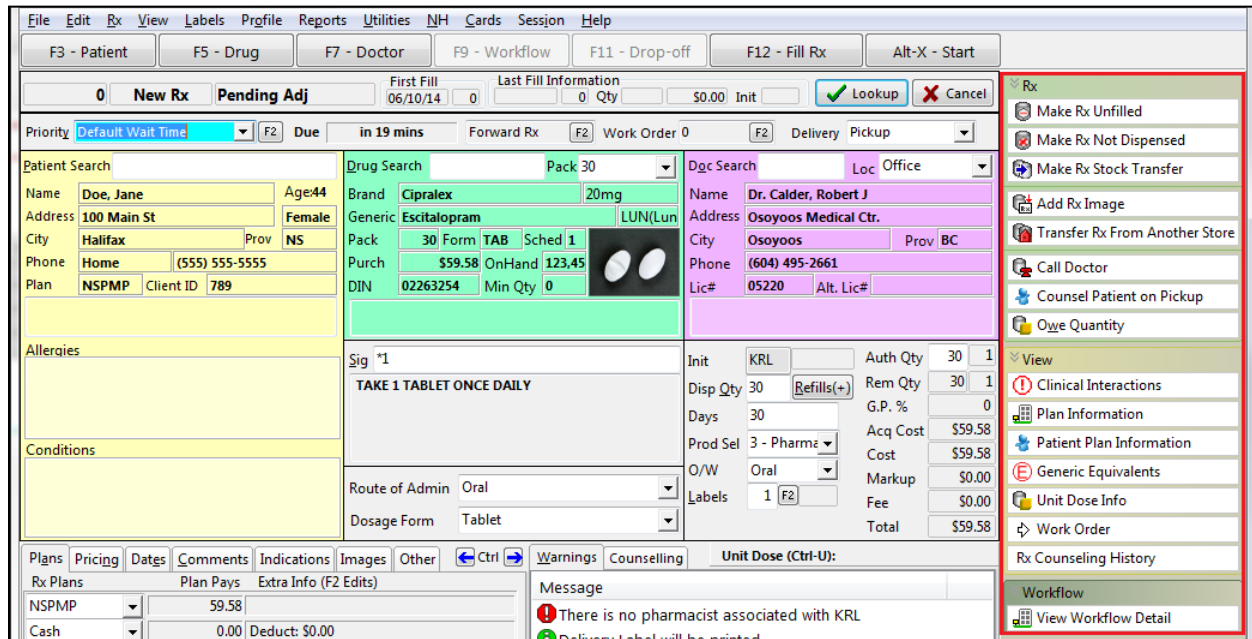 File Edit Rx View Labels Profile Reports Utilities NH Cards Session Help
F3 - Patient F5 - Drug F7 - Doctor F9 - Workflow F11 - Drop-off F12 - Fill Rx Alt-X - Start
First Fill Last Fill Information
0 New Rx Pending Adj 06/10/14 0 0 Qty $0.00 Init Lookup Cancel
Priority Default Wait Time F2 Due in 19 mins Forward Rx F2 Work Order 0 F2 Delivery Pickup
Patient Search
Name Doe, Jane Age:44
Address 100 Main St Female
City Halifax Prov NS
Phone Home (555) 555-5555
Plan NSPMP Client ID 789
Allergies
Conditions
Drug Search Pack 30
Brand Cipralex 20mg
Generic Escitalopram LUN(Lun
Pack 30 Form TAB Sched 1
Purch $59.58 OnHand 123,45
DIN 02263254 Min Qty 0
Doc Search Loc Office
Name Dr. Calder, Robert J
Address Osoyoos Medical Ctr.
City Osoyoos Prov BC
Phone (604) 495-2661
Lic# 05220 Alt. Lic#
Sig *1
TAKE 1 TABLET ONCE DAILY
Route of Admin Oral
Dosage Form Tablet
Init KRL Auth Qty 30 1
Disp Qty 30 Refills(+) Rem Qty 30 1
Days 30 G.P. % 0
Prod Sel 3 - Pharma Acq Cost $59.58
O/W Oral Cost $59.58
Labels 1 F2 Markup $0.00
Fee $0.00
Total $59.58
Plans Pricing Dates Comments Indications Images Other Ctrl
Rx Plans Plan Pays Extra Info (F2 Edits)
NSPMP 59.58
Cash 0.00 Deduct: $0.00
Warnings Counselling Unit Dose (Ctrl-U):
Message
There is no pharmacist associated with KRL
Delivery Label will be printed
Rx
Make Rx Unfilled
Make Rx Not Dispensed
Make Rx Stock Transfer
Add Rx Image
Transfer Rx From Another Store
Call Doctor
Counsel Patient on Pickup
Owe Quantity
View
Clinical Interactions
Plan Information
Patient Plan Information
Generic Equivalents
Unit Dose Info
Work Order
Rx Counseling History
Workflow
View Workflow Detail